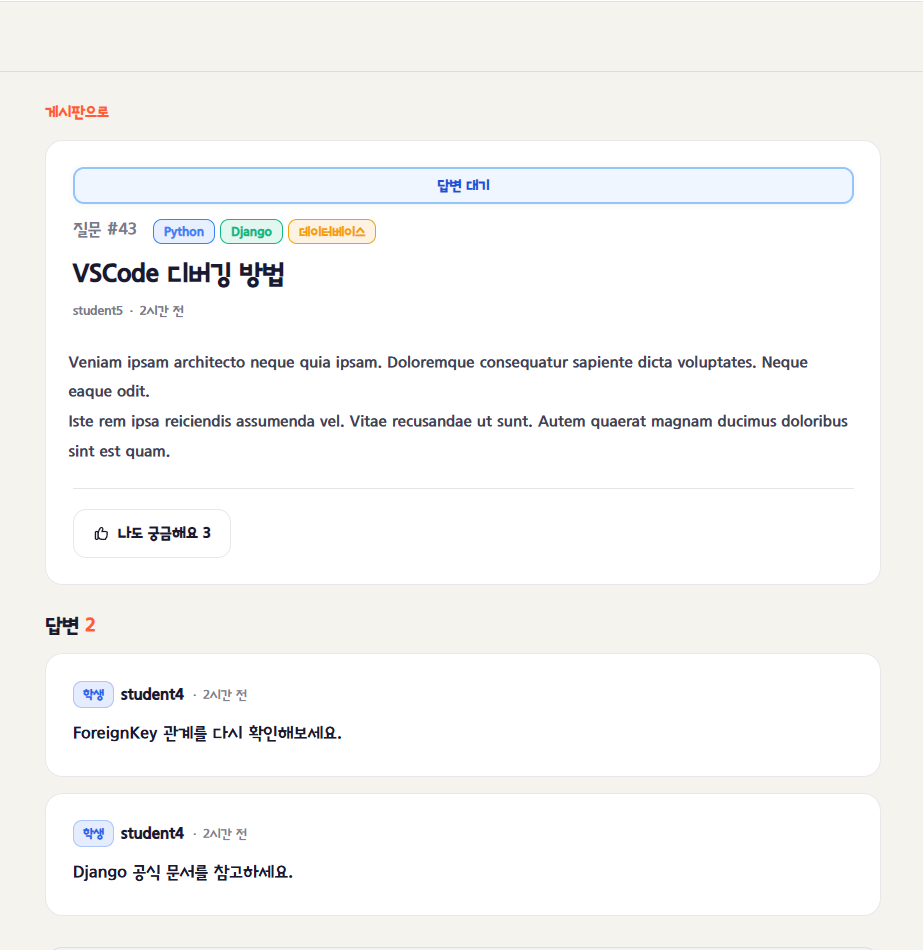 게시판으로
답변 대기
질문 #43 Python Django 데이터베이스
VSCode 디버깅 방법
student5 · 2시간 전
Veniam ipsam architecto neque quia ipsam. Doloremque consequatur sapiente dicta voluptates. Neque
eaque odit.
Iste rem ipsa reiciendis assumenda vel. Vitae recusandae ut sunt. Autem quaerat magnam ducimus doloribus
sint est quam.
나도 궁금해요 3
답변 2
학생 student4 · 2시간 전
ForeignKey 관계를 다시 확인해보세요.
학생 student4 · 2시간 전
Django 공식 문서를 참고하세요.